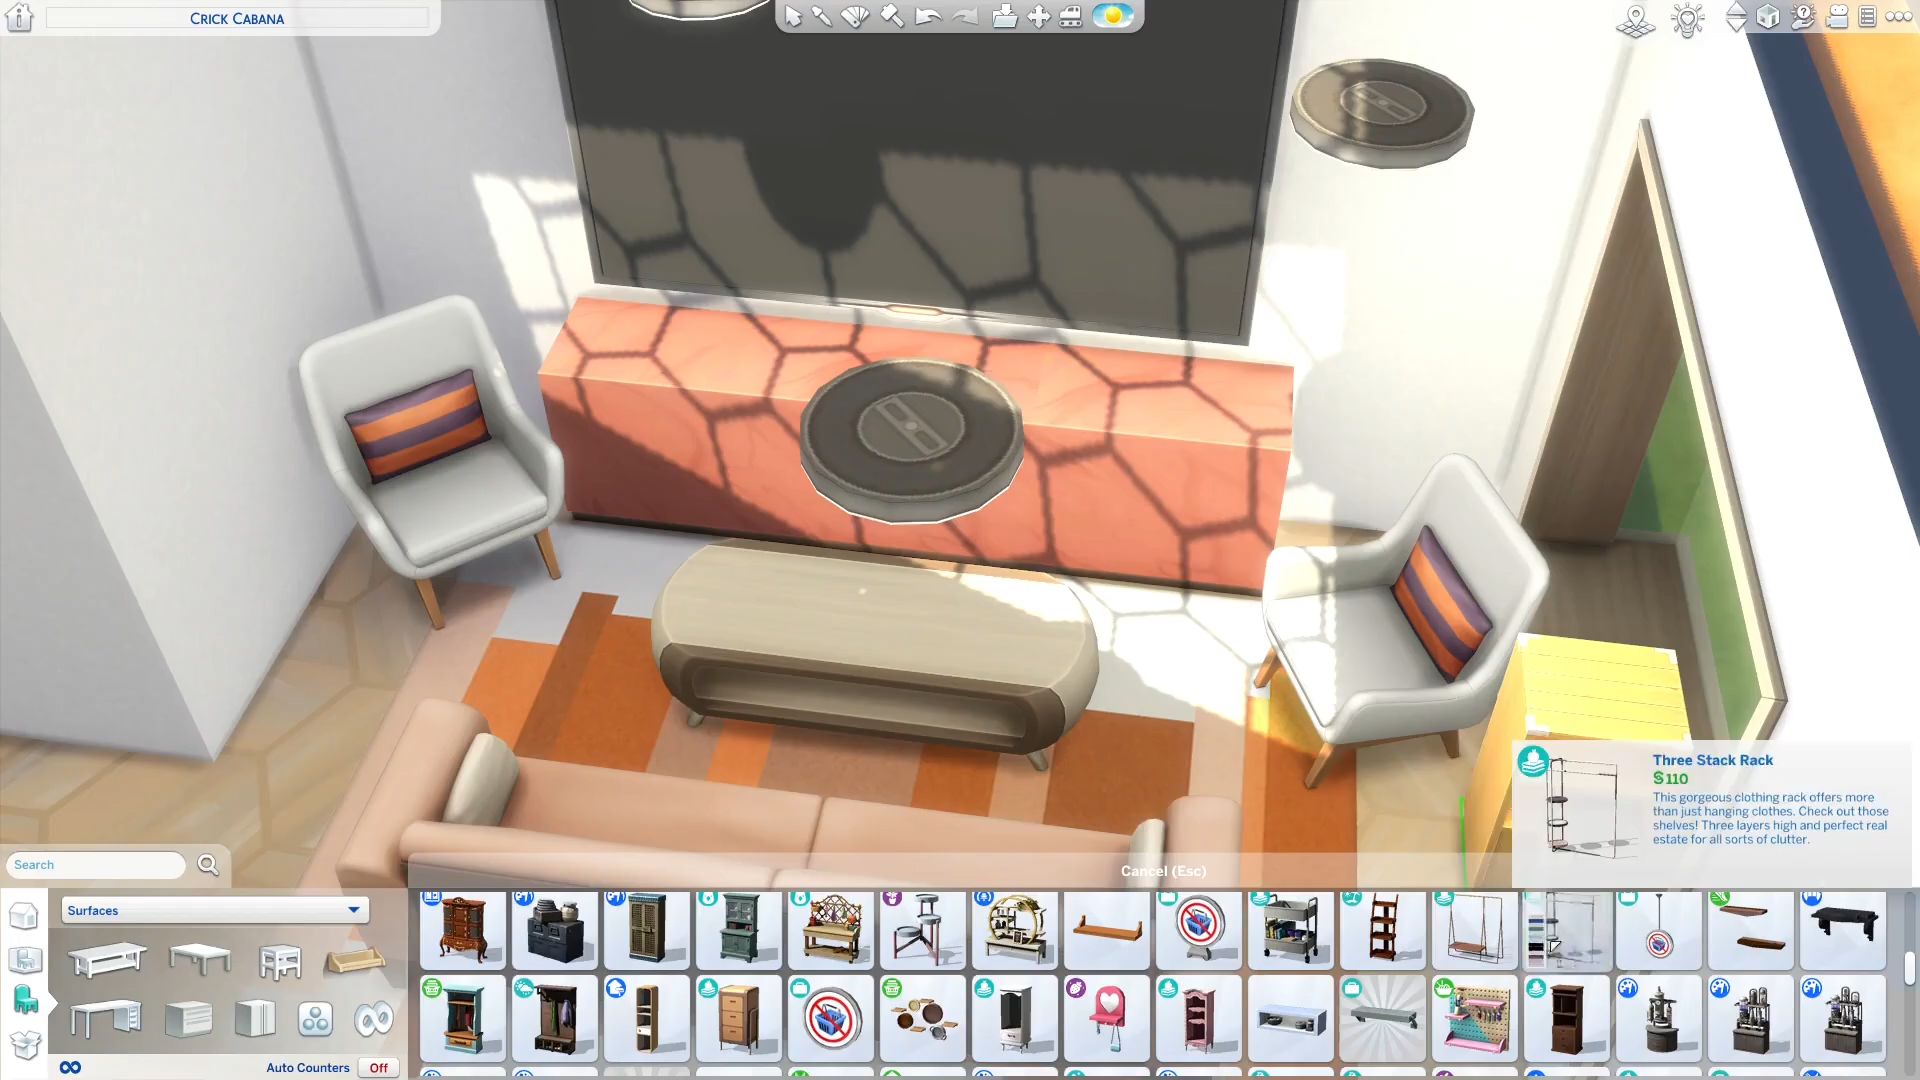 Crick Cabana
Three Stack Rack
§110
This gorgeous clothing rack offers more
than just hanging clothes. Check out those
shelves! Three layers high and perfect real
estate for all sorts of clutter.
Search
Cancel (Esc)
Surfaces
Auto Counters
Off